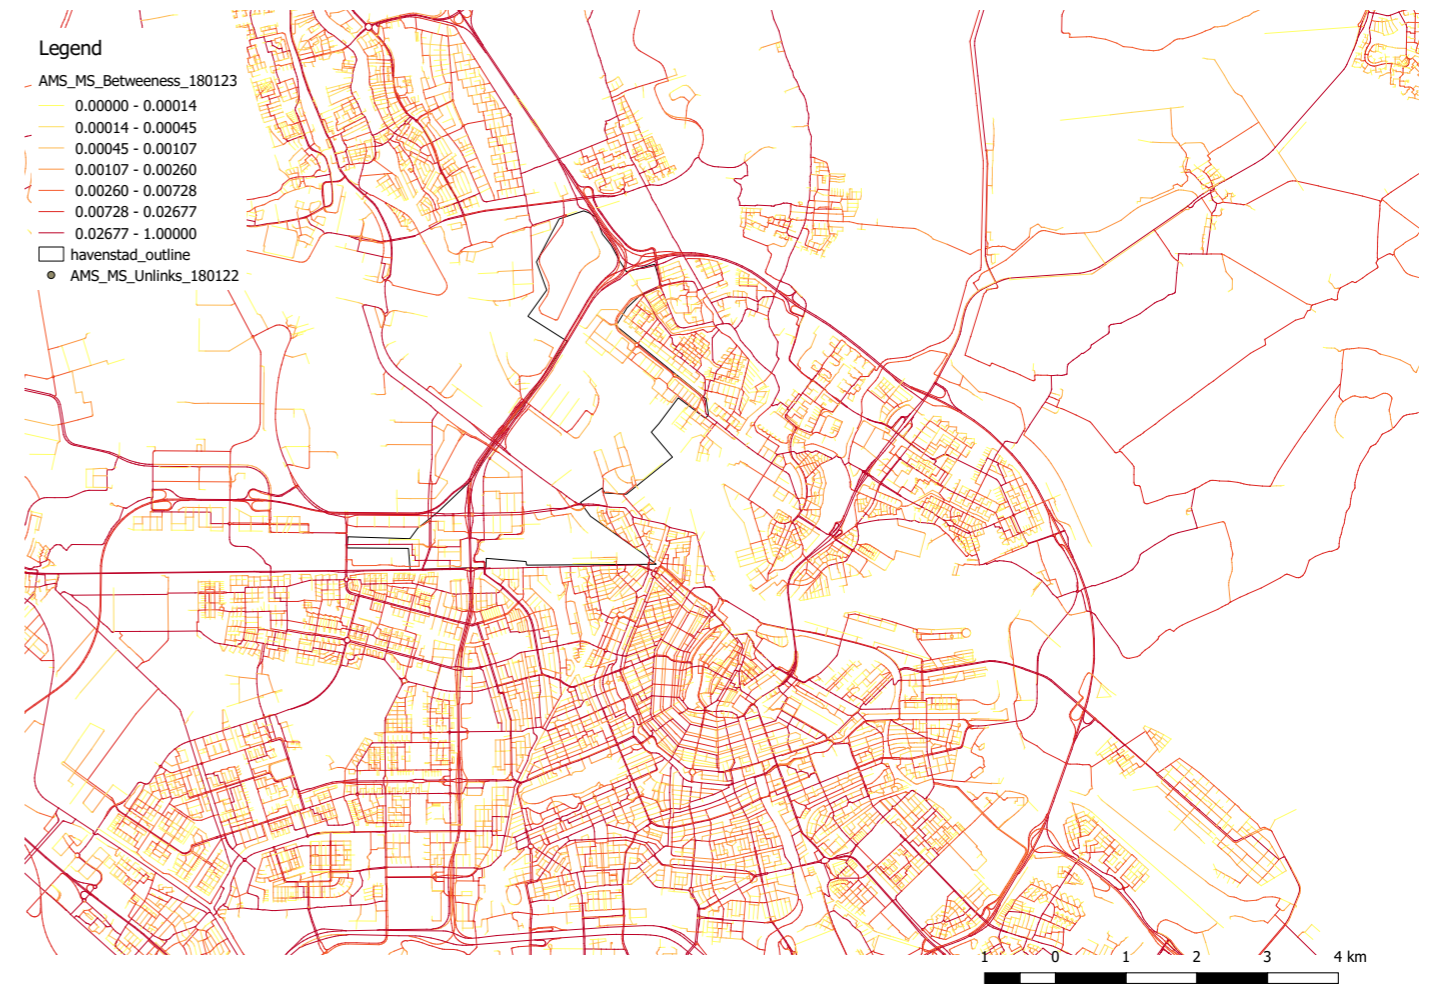 Legend
AMS_MS_Betweeness_180123
0.00000 - 0.00014
0.00014 - 0.00045
0.00045 - 0.00107
0.00107 - 0.00260
0.00260 - 0.00728
0.00728 - 0.02677
0.02677 - 1.00000
havenstad_outline
AMS_MS_Unlinks_180122
1 0 1 2 3 4 km